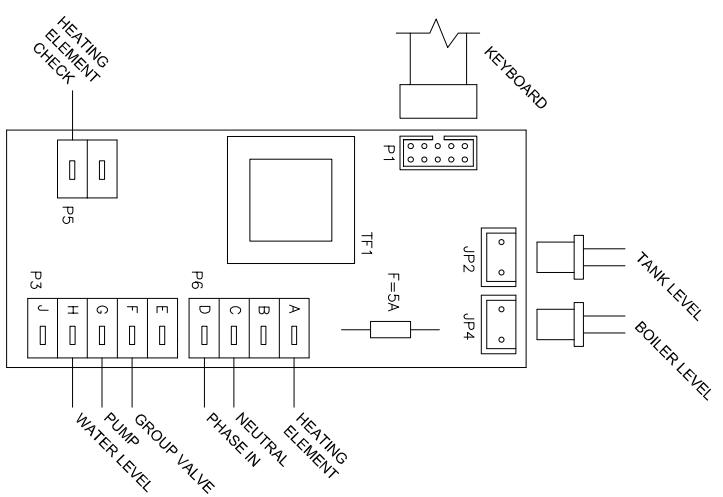 HEATING
ELEMENT
CHECK
KEYBOARD
P1
P5
TF1
JP2
TANK LEVEL
P3
P6
F=5A
JP4
BOILER LEVEL
J H G F E
D C B A
WATER LEVEL
PUMP
GROUP VALVE
PHASE IN
NEUTRAL
HEATING
ELEMENT